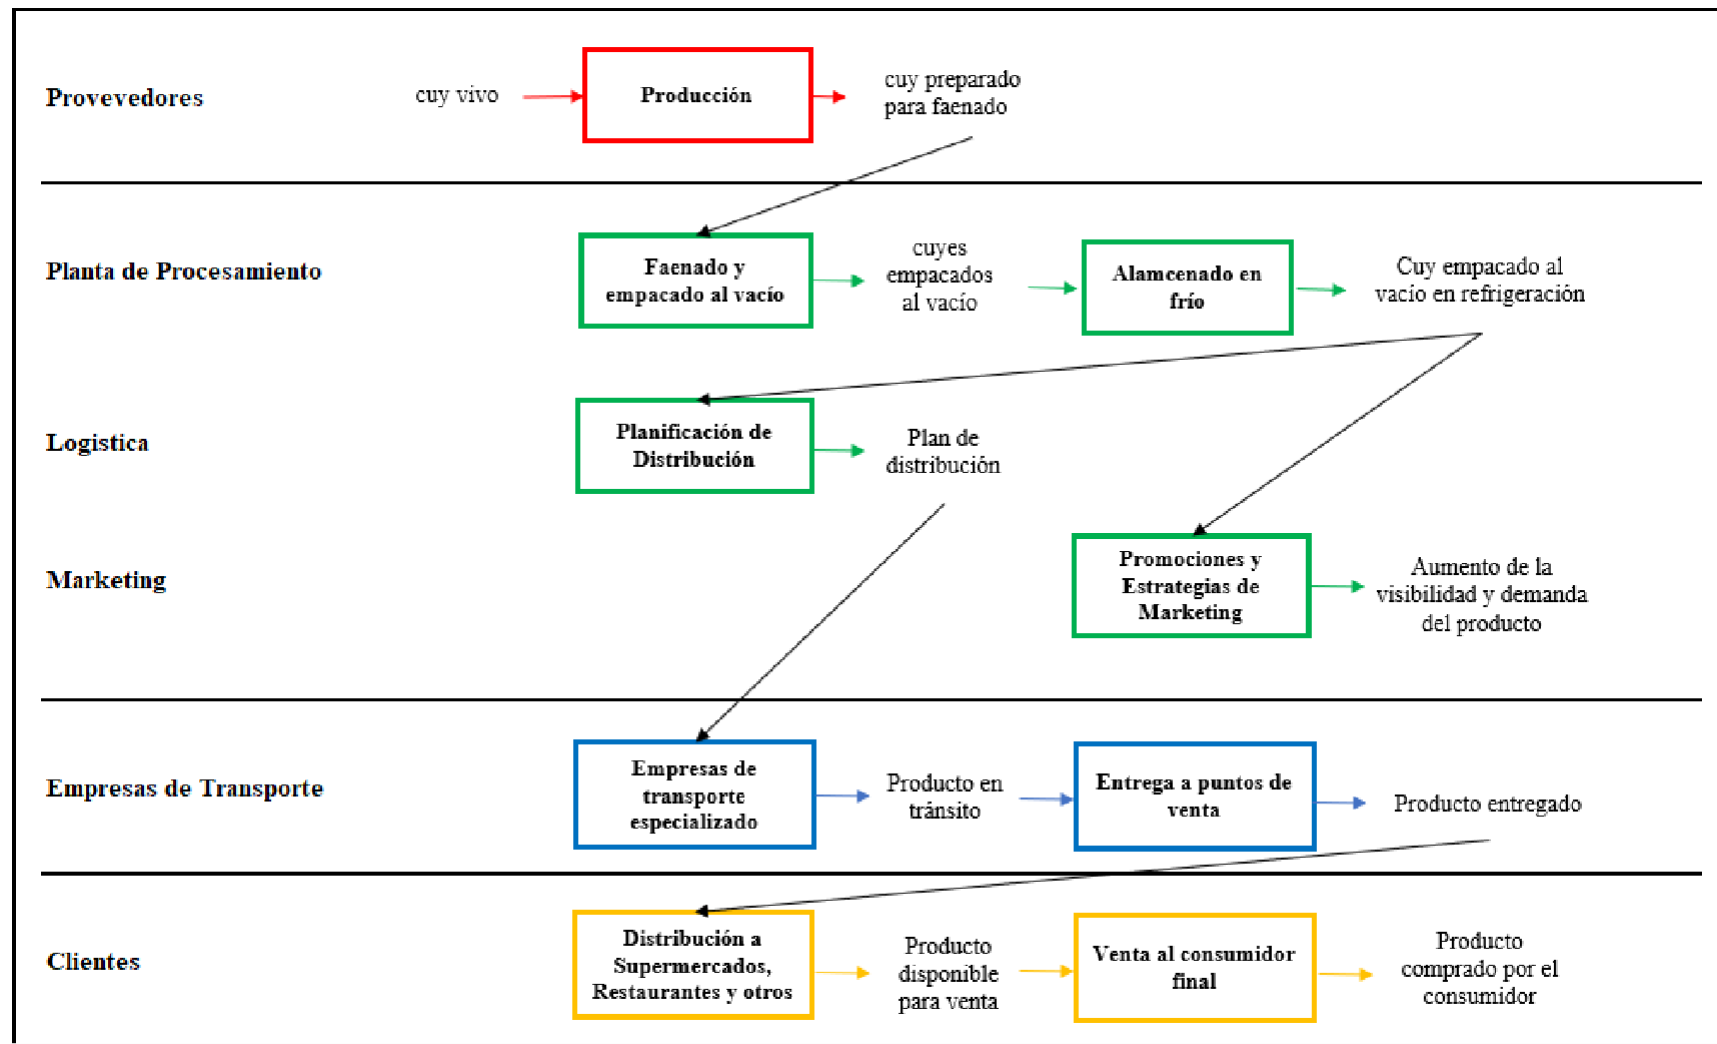 Provevedores
cuy vivo
Producción
cuy preparado
para faenado
Planta de Procesamiento
Faenado y
empacado al vacío
cuyes
empacados
al vacío
Alamcenado en
frío
Cuy empacado al
vacío en refrigeración
Logistica
Planificación de
Distribución
Plan de
distribución
Marketing
Promociones y
Estrategias de
Marketing
Aumento de la
visibilidad y demanda
del producto
Empresas de Transporte
Empresas de
transporte
especializado
Producto en
tránsito
Entrega a puntos de
venta
Producto entregado
Clientes
Distribución a
Supermercados,
Restaurantes y otros
Producto
disponible
para venta
Venta al consumidor
final
Producto
comprado por el
consumidor